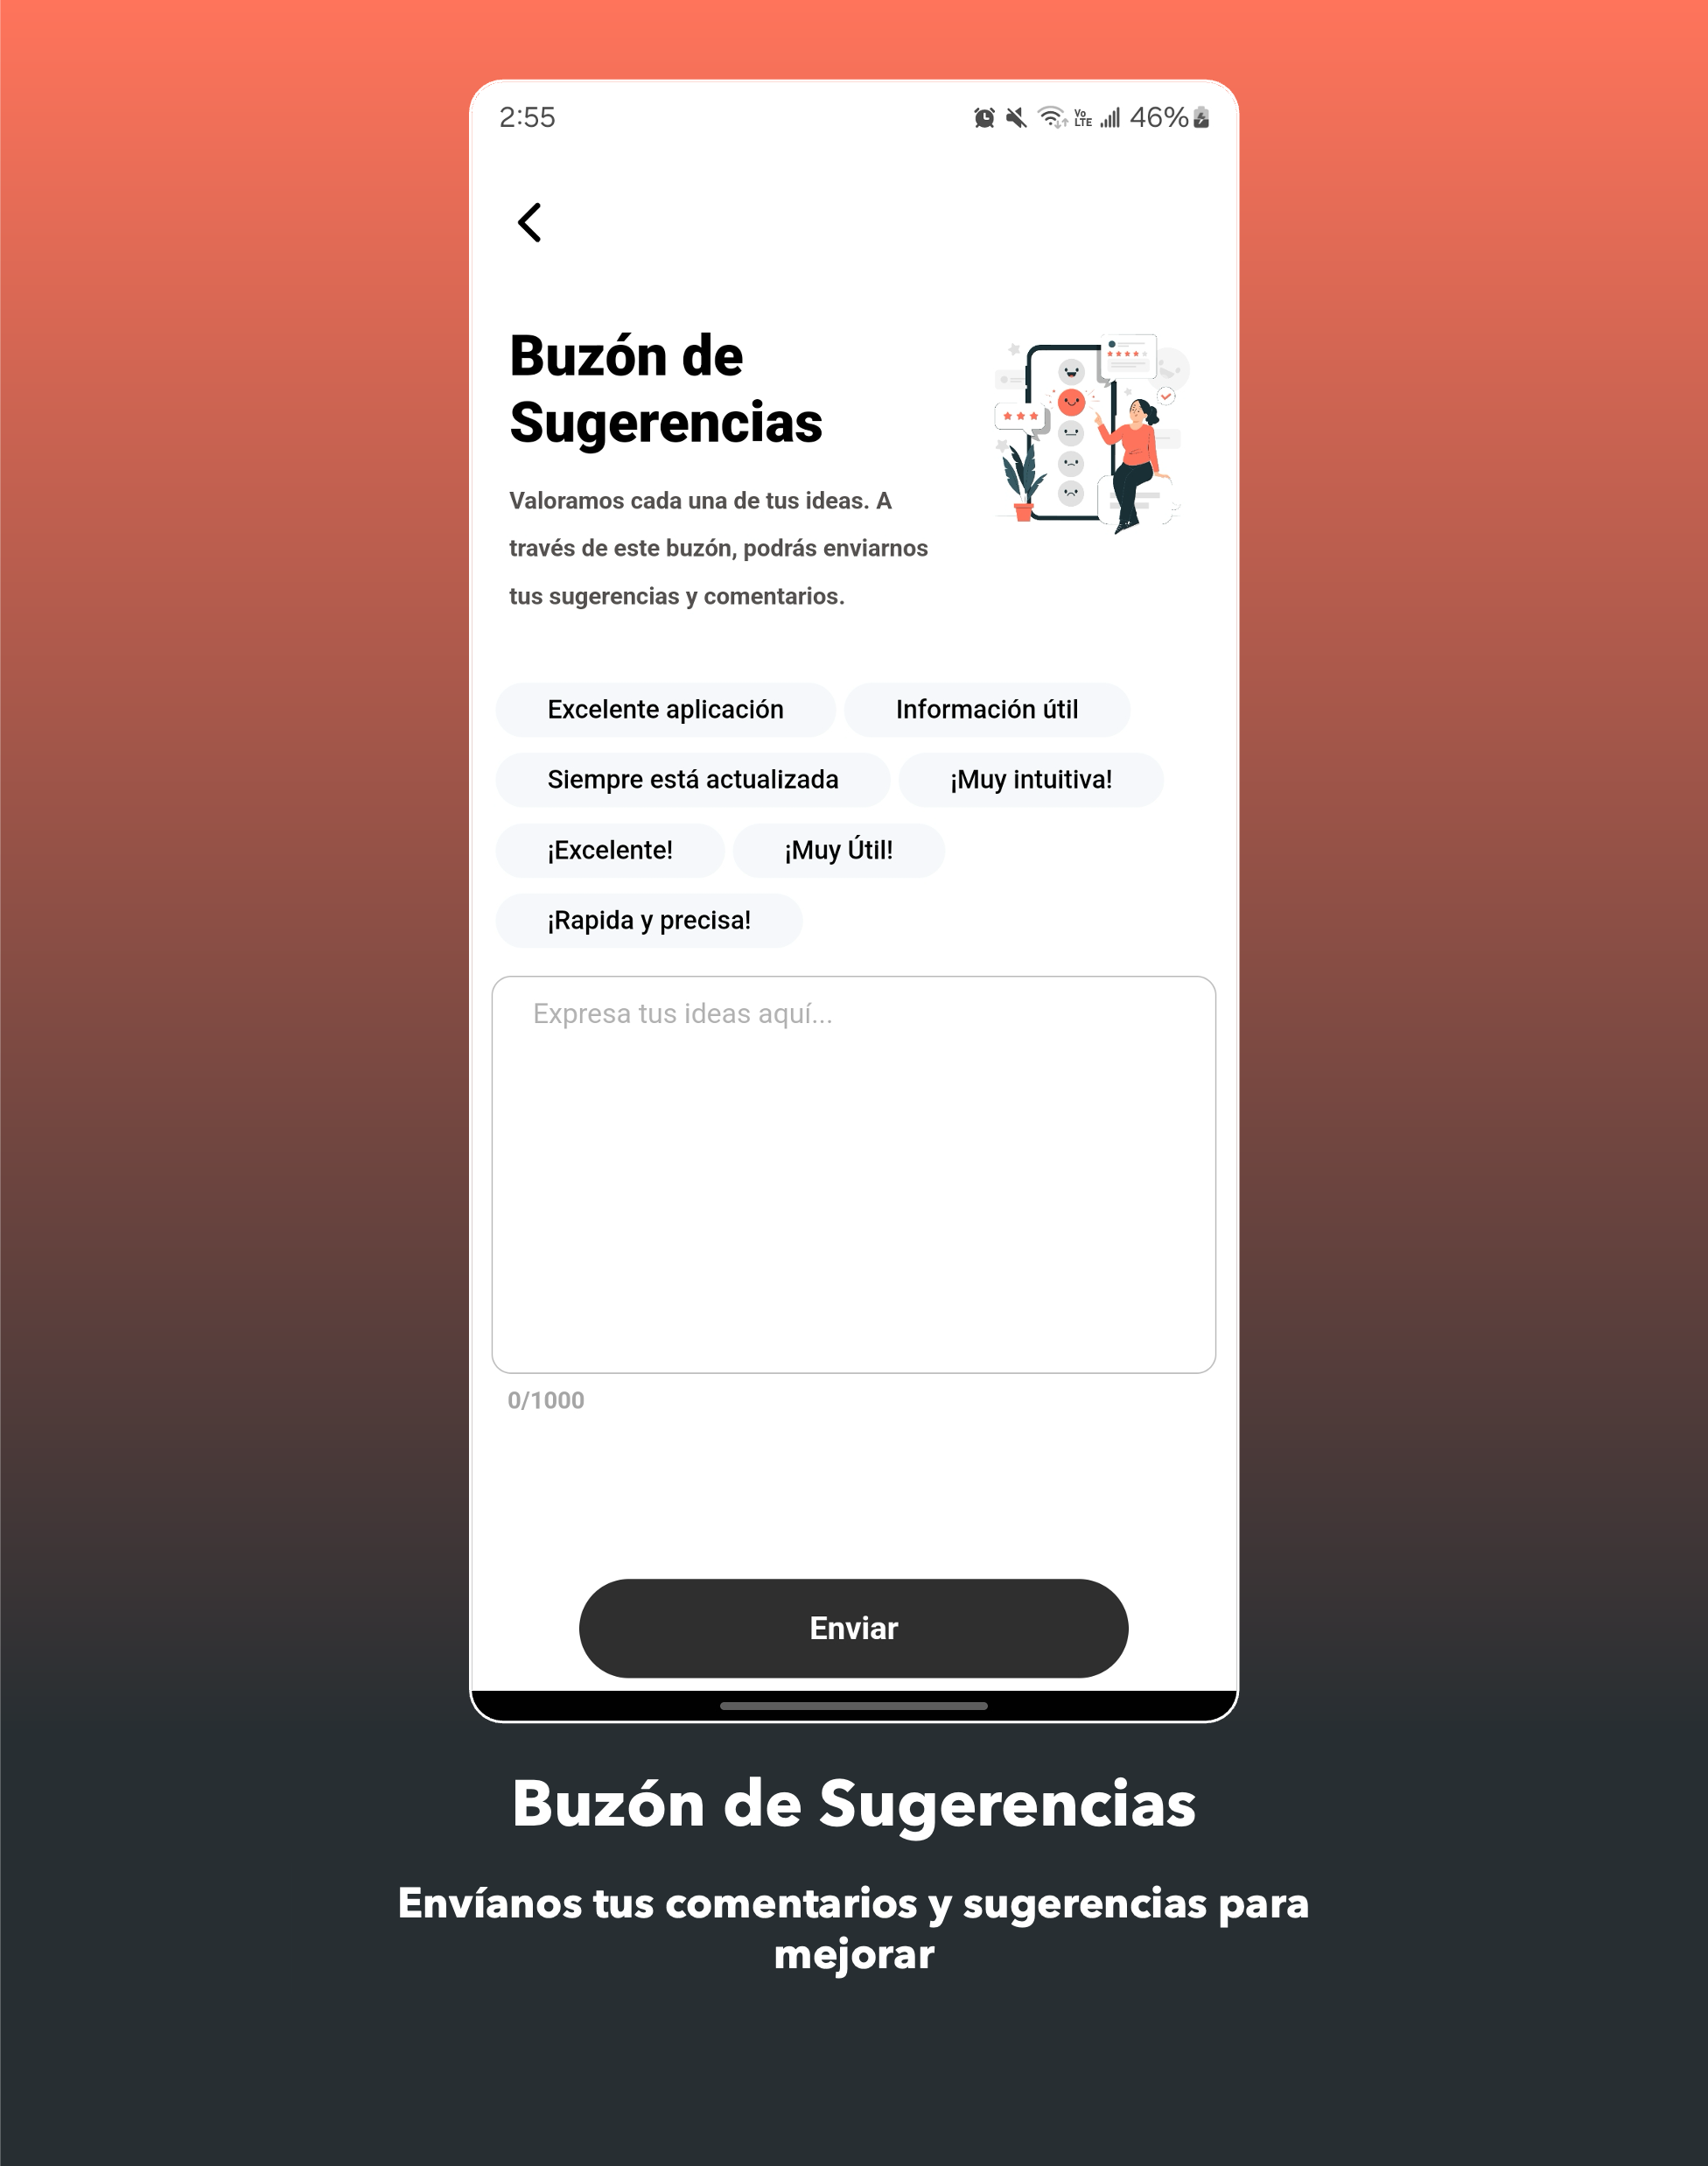 2:55
Vo LTE
46%
Buzón de
Sugerencias
Valoramos cada una de tus ideas. A
través de este buzón, podrás enviarnos
tus sugerencias y comentarios.
Excelente aplicación
Información útil
Siempre está actualizada
¡Muy intuitiva!
¡Excelente!
¡Muy Útil!
¡Rapida y precisa!
Expresa tus ideas aquí...
0/1000
Enviar
Buzón de Sugerencias
Envíanos tus comentarios y sugerencias para
mejorar